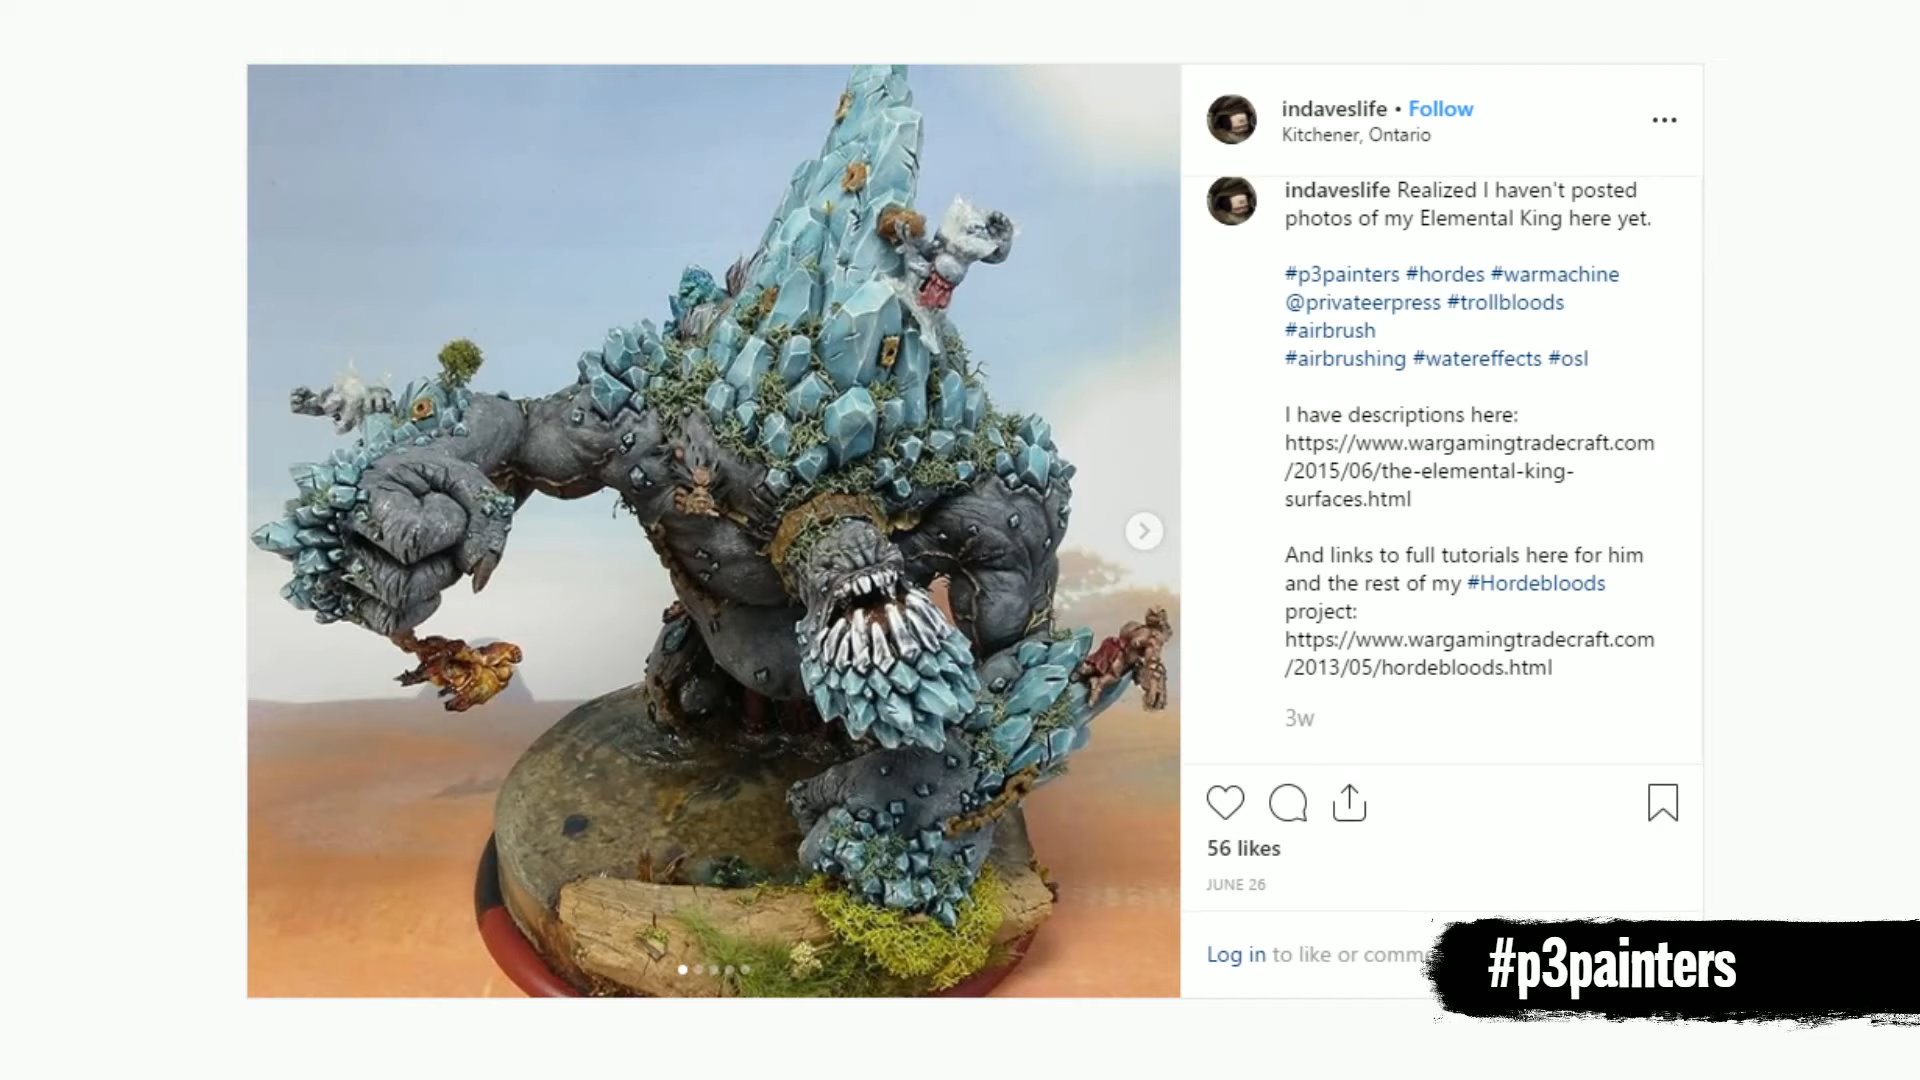 indaveslife • Follow
Kitchener, Ontario
indaveslife Realized I haven't posted
photos of my Elemental King here yet.
#p3painters #hordes #warmachine
@privateerpress #trollbloods
#airbrush
#airbrushing #watereffects #osl
I have descriptions here:
https://www.wargamingtradecraft.com
/2015/06/the-elemental-king-
surfaces.html
And links to full tutorials here for him
and the rest of my #Hordebloods
project:
https://www.wargamingtradecraft.com
/2013/05/hordebloods.html
3w
56 likes
JUNE 26
Log in to like or comme
#p3painters